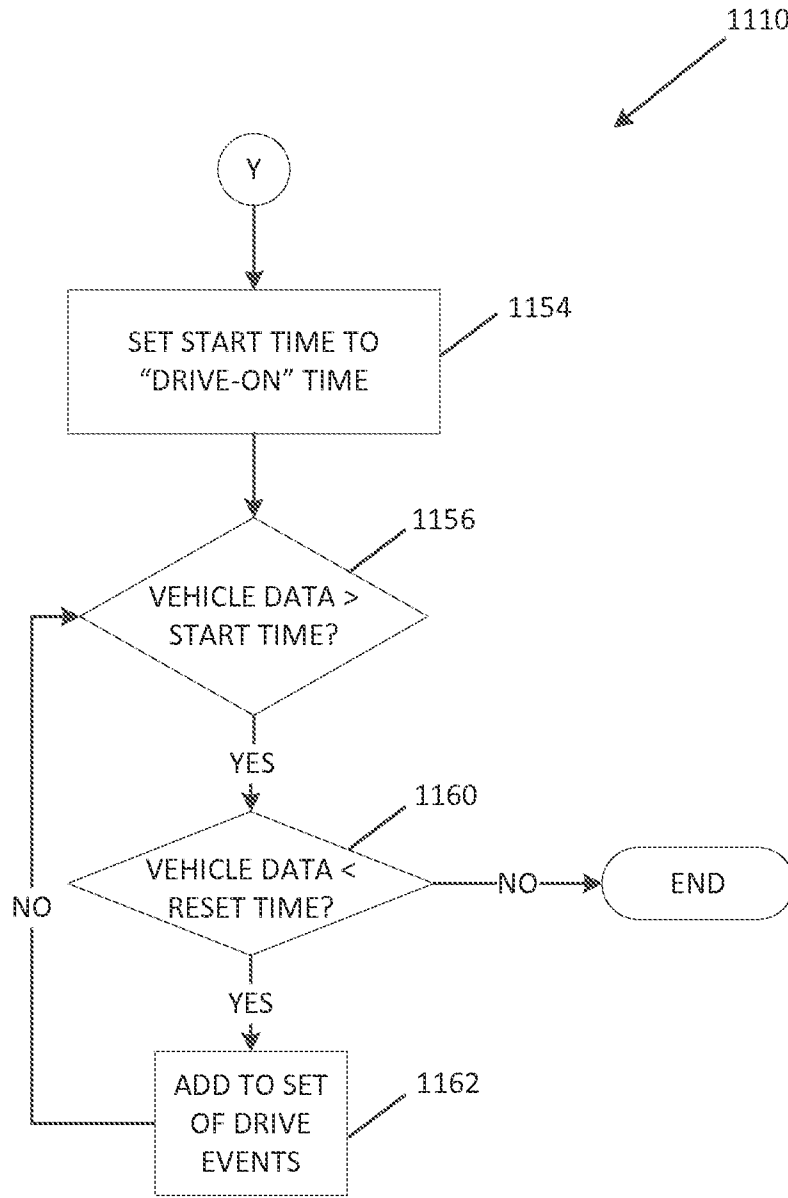 1110
Y
SET START TIME TO
“DRIVE-ON” TIME
1154
1156
VEHICLE DATA >
START TIME?
YES
1160
VEHICLE DATA <
RESET TIME?
NO
END
NO
YES
ADD TO SET
OF DRIVE
EVENTS
1162